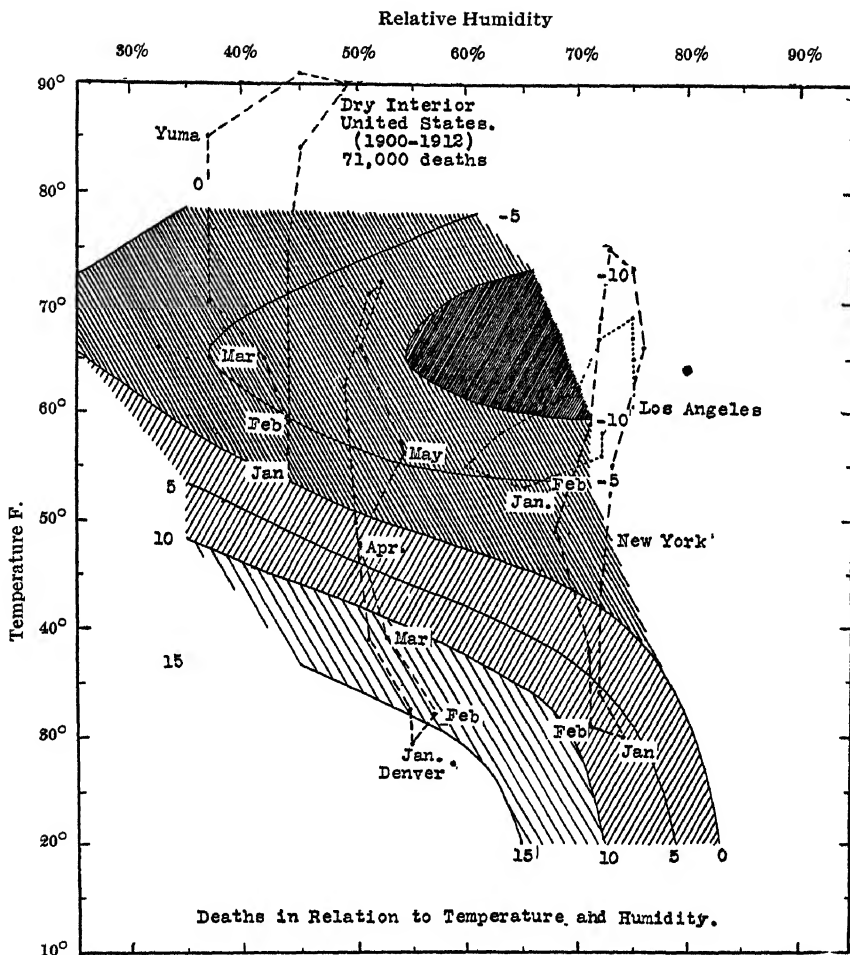 Relative Humidity
30% 40% 50% 60% 70% 80% 90%
90°
Dry Interior
United States.
(1900-1912)
71,000 deaths
Yuma
80°
0
-5
-10
70°
Mar
60°
Feb
-10
Los Angeles
May
Jan
Feb
-5
5
Jan.
50°
10
New York
Apr.
Temperature F.
40°
Mar
15
Feb
Feb
30°
Jan
Jan.
Denver
20°
15 10 5 0
Deaths in Relation to Temperature and Humidity.
10°